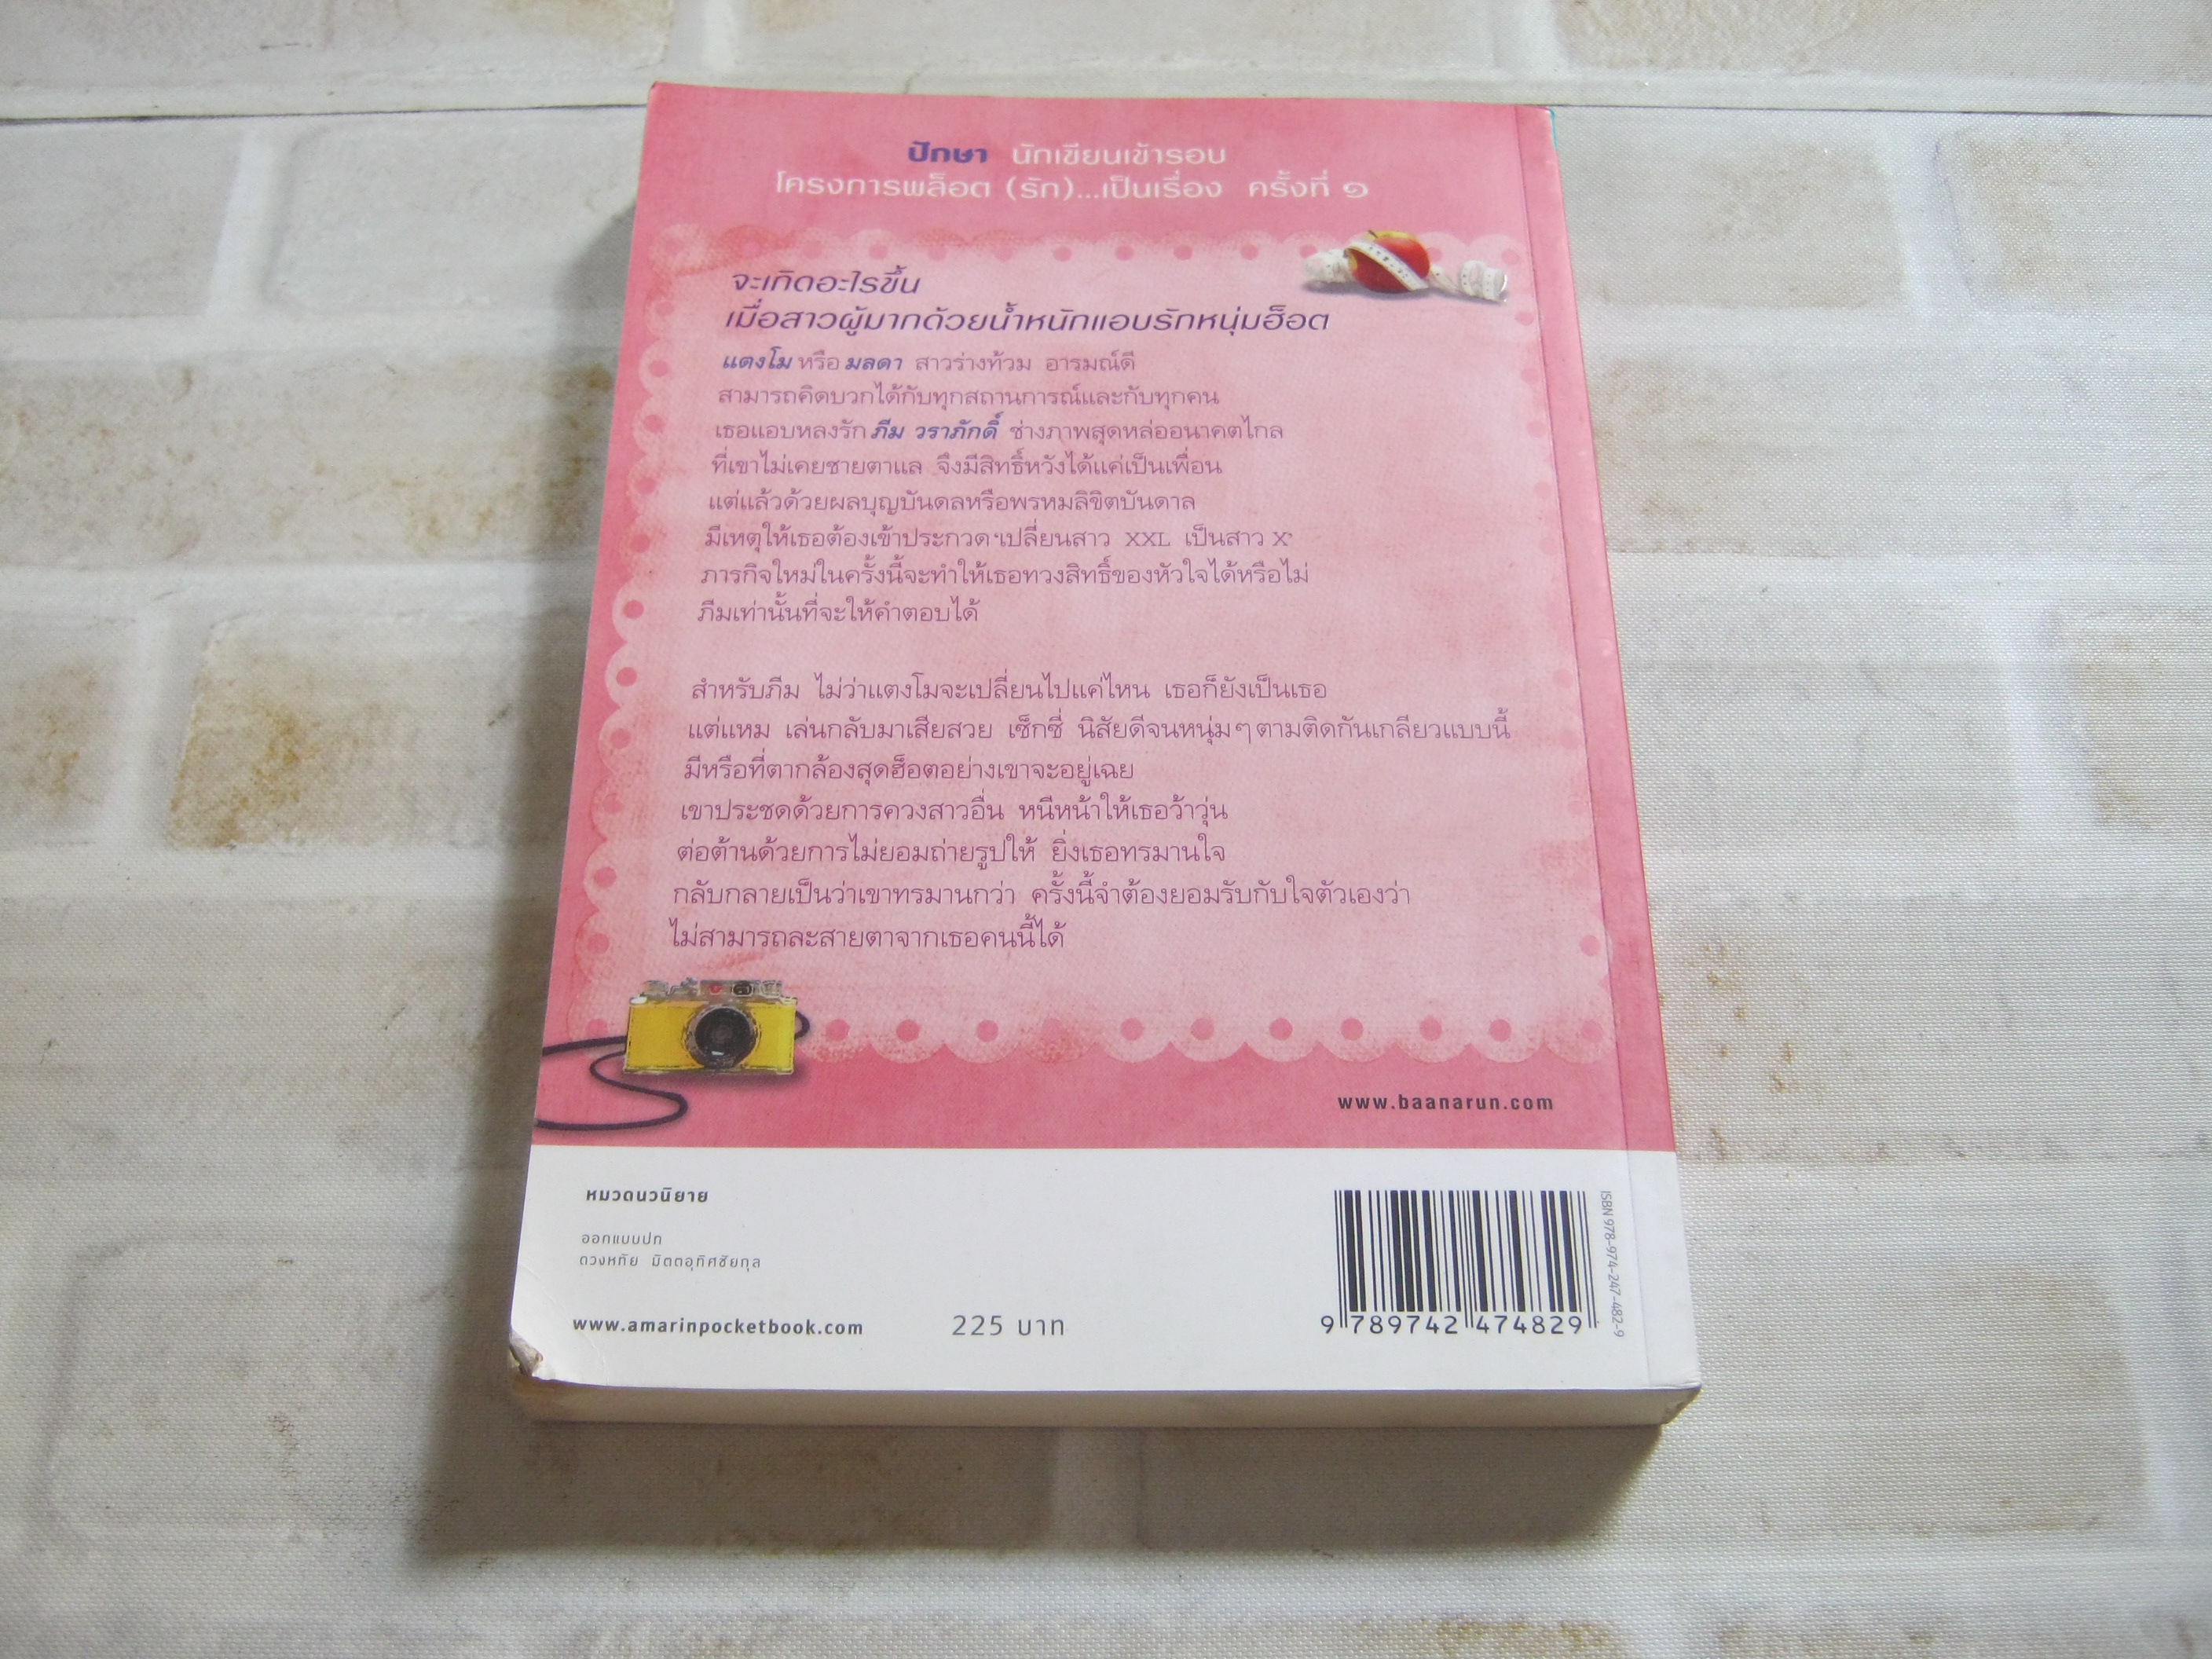 ปักษา นักเขียนเข้ารอบ
โครงการพล็อต (รัก)...เป็นเรื่อง ครั้งที่ ๑
จะเกิดอะไรขึ้น
เมื่อสาวผู้มากด้วยน้ำหนักแอบรักหนุ่มฮ็อต
แตงโม หรือ มลดา สาวร่างท้วม อารมณ์ดี
สามารถคิดบวกได้กับทุกสถานการณ์และกับทุกคน
เธอแอบหลงรัก ภีม วราภักดิ์ ช่างภาพสุดหล่ออนาคตไกล
ที่เขาไม่เคยชายตาแล จึงมีสิทธิ์หวังได้แค่เป็นเพื่อน
แต่แล้วด้วยผลบุญบันดลหรือพรหมลิขิตบันดาล
มีเหตุให้เธอต้องเข้าประกวด 'เปลี่ยนสาว XXL เป็นสาว X'
ภารกิจใหม่ในครั้งนี้จะทำให้เธอทวงสิทธิ์ของหัวใจได้หรือไม่
ภีมเท่านั้นที่จะให้คำตอบได้
สำหรับภีม ไม่ว่าแตงโมจะเปลี่ยนไปแค่ไหน เธอก็ยังเป็นเธอ
แต่แหม เล่นกลับมาเสียสวย เซ็กซี่ นิสัยดีจนหนุ่มๆ ตามติดกันเกลียวแบบนี้
มีหรือที่ตากล้องสุดฮ็อตอย่างเขาจะอยู่เฉย
เขาประชดด้วยการควงสาวอื่น หนีหน้าให้เธอว้าวุ่น
ต่อต้านด้วยการไม่ยอมถ่ายรูปให้ ยิ่งเธอทรมานใจ
กลับกลายเป็นว่าเขาทรมานกว่า ครั้งนี้จำต้องยอมรับกับใจตัวเองว่า
ไม่สามารถละสายตาจากเธอคนนี้ได้
www.baanarun.com
หมวดนวนิยาย
ออกแบบปก
ดวงหทัย มิตตอุทิศชัยกุล
www.amarinpocketbook.com 225 บาท
9 789742 474829
ISBN 978-974-247-482-9